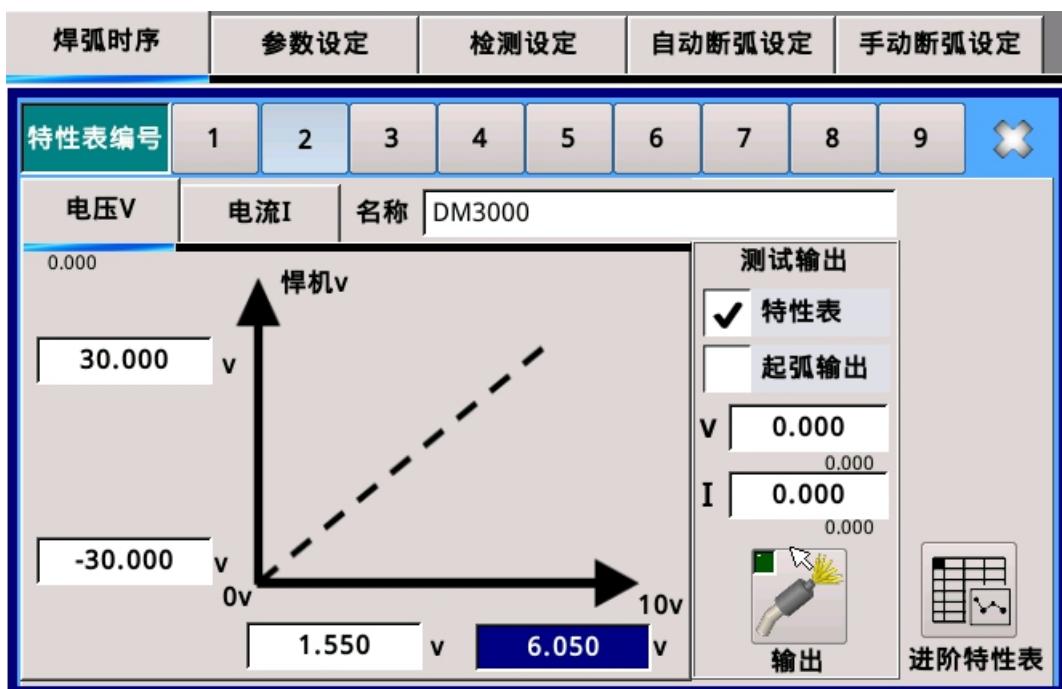 焊弧时序 参数设定 检测设定 自动断弧设定 手动断弧设定
特性表编号 1 2 3 4 5 6 7 8 9
电压V 电流I 名称 DM3000
0.000
悍机v
30.000 v
-30.000 v
0v 10v
1.550 v 6.050 v
测试输出
特性表
起弧输出
V 0.000
0.000
I 0.000
0.000
输出
进阶特性表